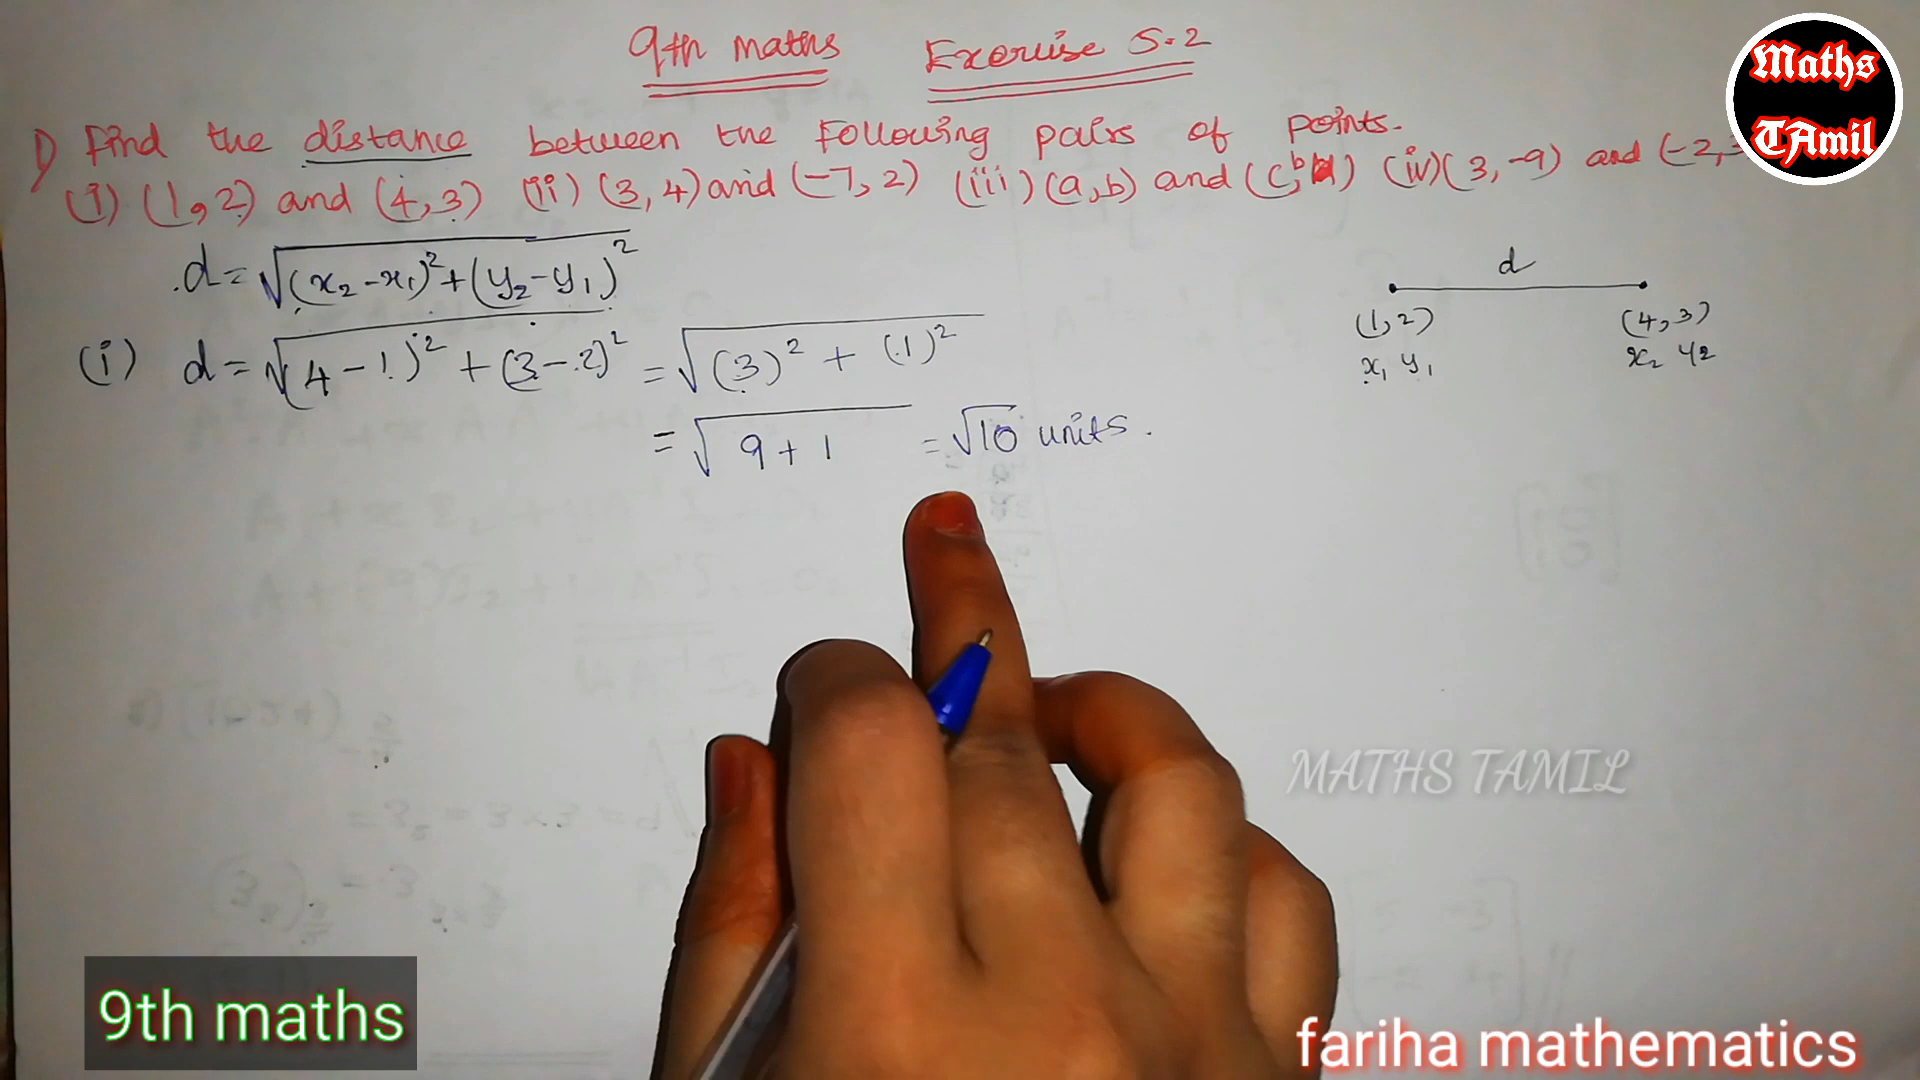 9th maths Exercise 5.2
Maths
TAmil
1) Find the distance between the following pairs of points.
(i) (1,2) and (4,3) (ii) (3,4) and (-7,2) (iii) (a,b) and (c,b) (iv) (3,-9) and (-2,3
d = √(x₂-x₁)²+(y₂-y₁)²
d
(1,2) (4,3)
x₁ y₁ x₂ y₂
(i) d = √(4-1)² + (3-2)² = √(3)² + (1)²
= √9+1 = √10 units.
MATHS TAMIL
9th maths
fariha mathematics